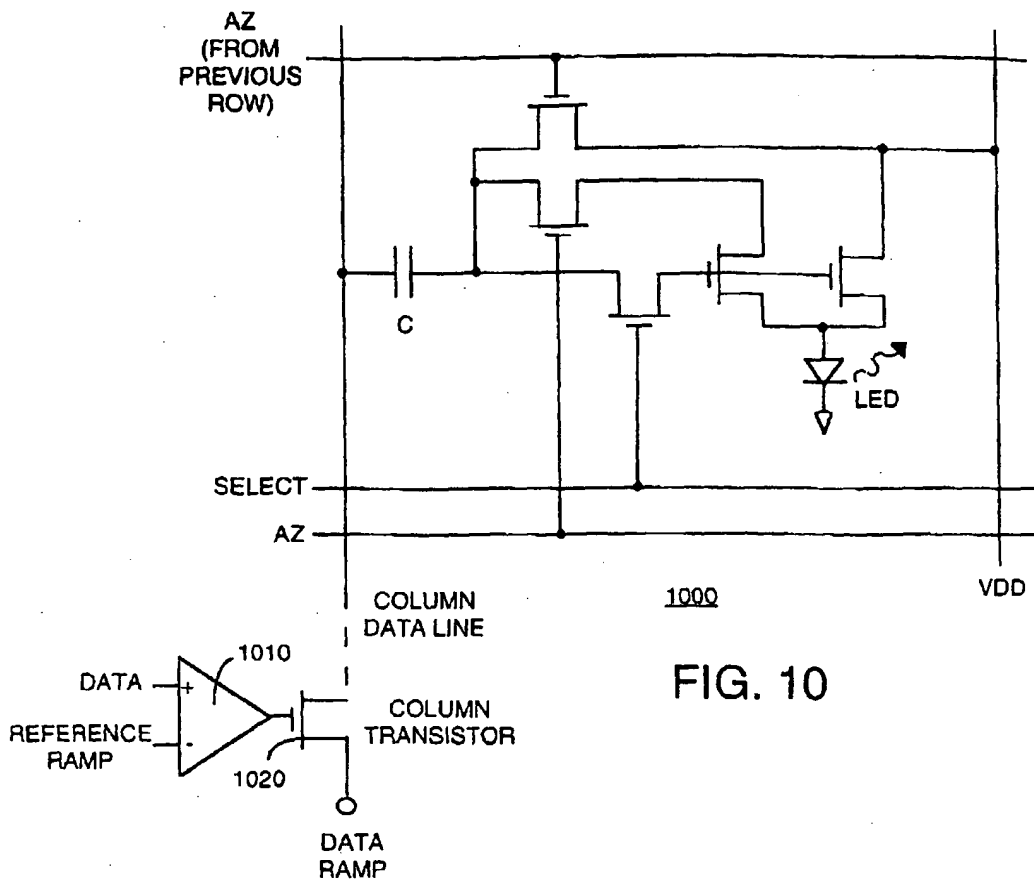 AZ
(FROM
PREVIOUS
ROW)
C
LED
SELECT
AZ
VDD
1000
COLUMN
DATA LINE
FIG. 10
1010
DATA
+
REFERENCE
RAMP
-
COLUMN
TRANSISTOR
1020
DATA
RAMP